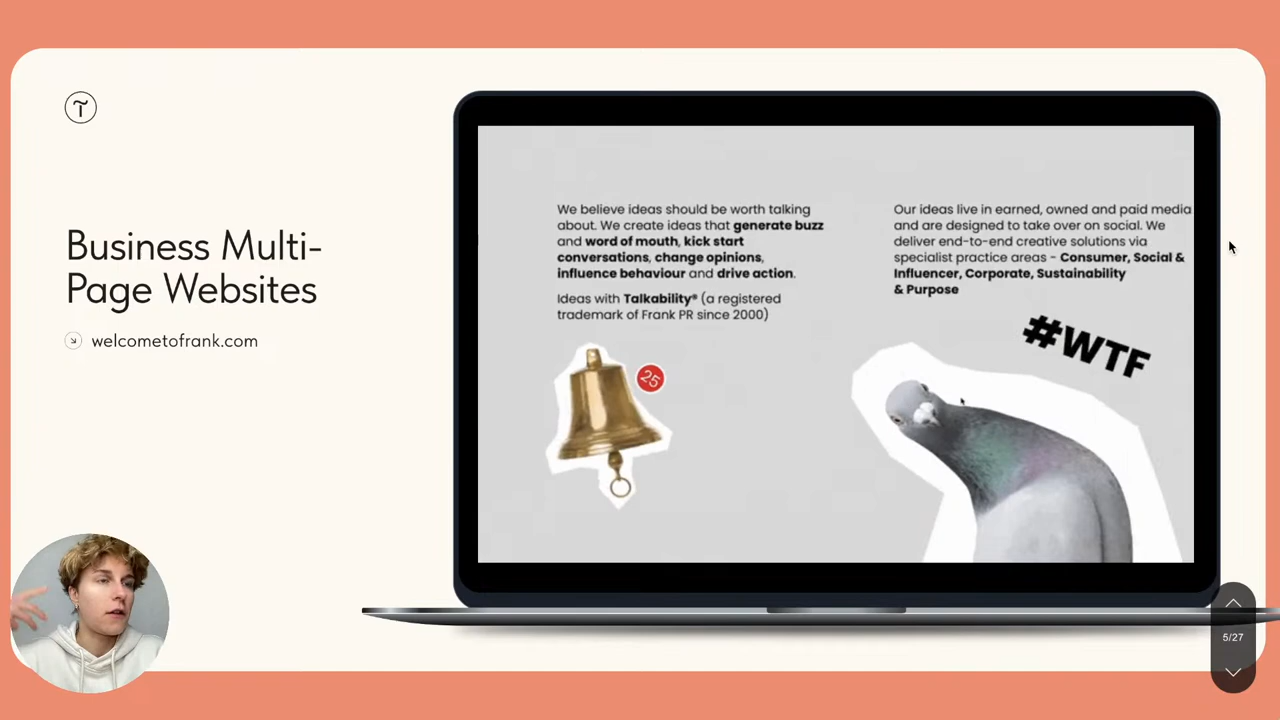 Business Multi-
Page Websites
welcometofrank.com
We believe ideas should be worth talking
about. We create ideas that generate buzz
and word of mouth, kick start
conversations, change opinions,
influence behaviour and drive action.
Ideas with Talkability® (a registered
trademark of Frank PR since 2000)
25
Our ideas live in earned, owned and paid media
and are designed to take over on social. We
deliver end-to-end creative solutions via
specialist practice areas - Consumer, Social &
Influencer, Corporate, Sustainability
& Purpose
#WTF
5/27